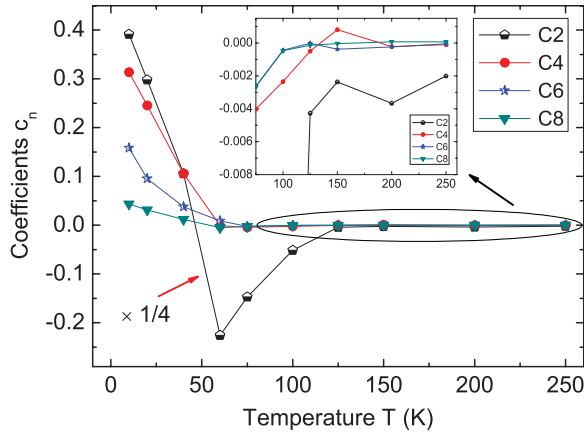 Coefficients cn
0.4
0.3
0.2
0.1
0.0
-0.1
-0.2
0
50
100
150
200
250
Temperature T (K)
× 1/4
C2
C4
C6
C8
0.000
-0.002
-0.004
-0.006
-0.008
100
150
200
250
C2
C4
C6
C8